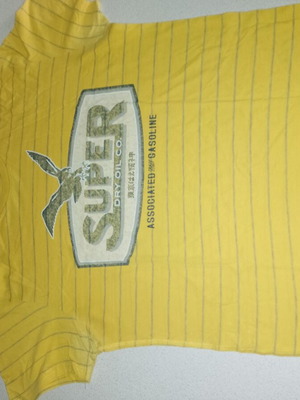 SUPER
DRY OIL CO.
ASSOCIATED GASOLINE